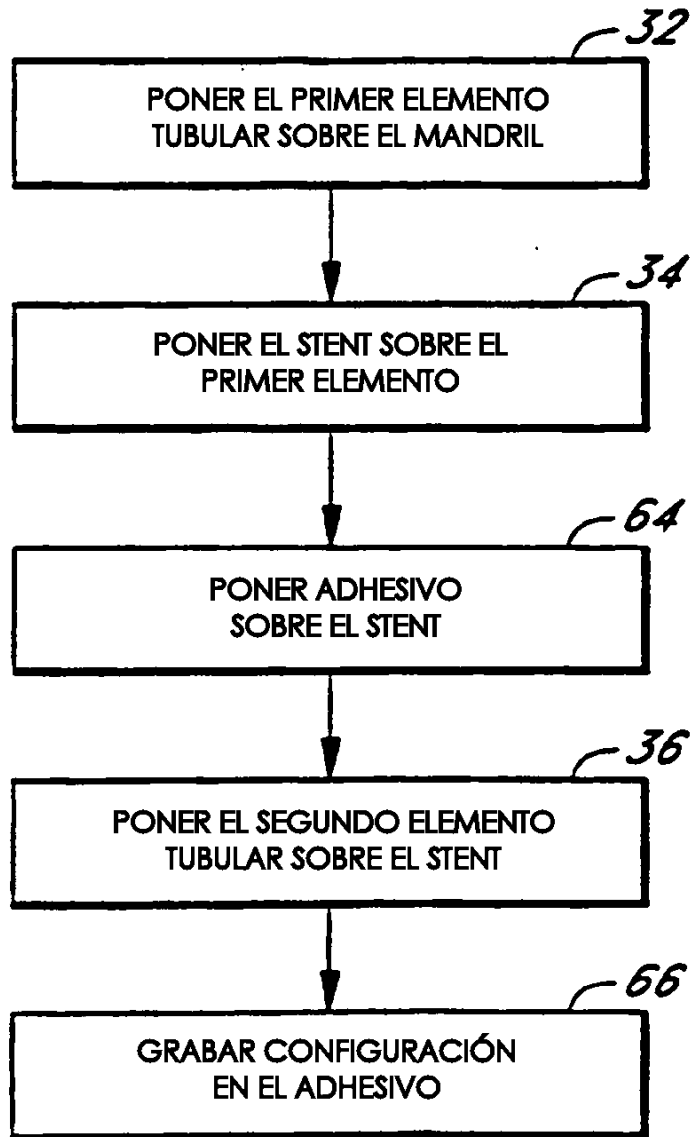 32
PONER EL PRIMER ELEMENTO
TUBULAR SOBRE EL MANDRIL
34
PONER EL STENT SOBRE EL
PRIMER ELEMENTO
64
PONER ADHESIVO
SOBRE EL STENT
36
PONER EL SEGUNDO ELEMENTO
TUBULAR SOBRE EL STENT
66
GRABAR CONFIGURACIÓN
EN EL ADHESIVO